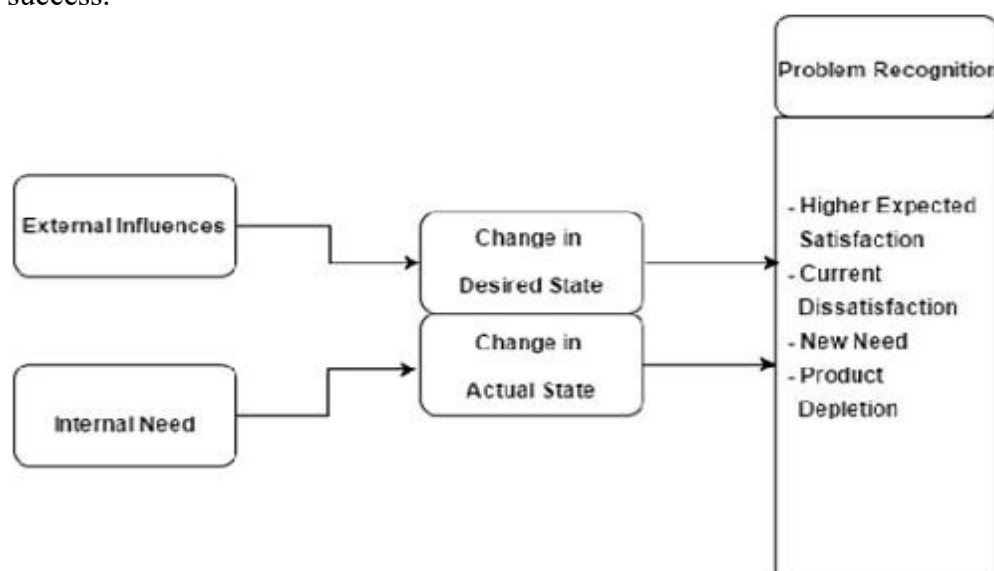 success.
Problem Recognition
External Influences
Change in
Desired State
Change in
Actual State
Internal Need
- Higher Expected
Satisfaction
- Current
Dissatisfaction
- New Need
- Product
Depletion